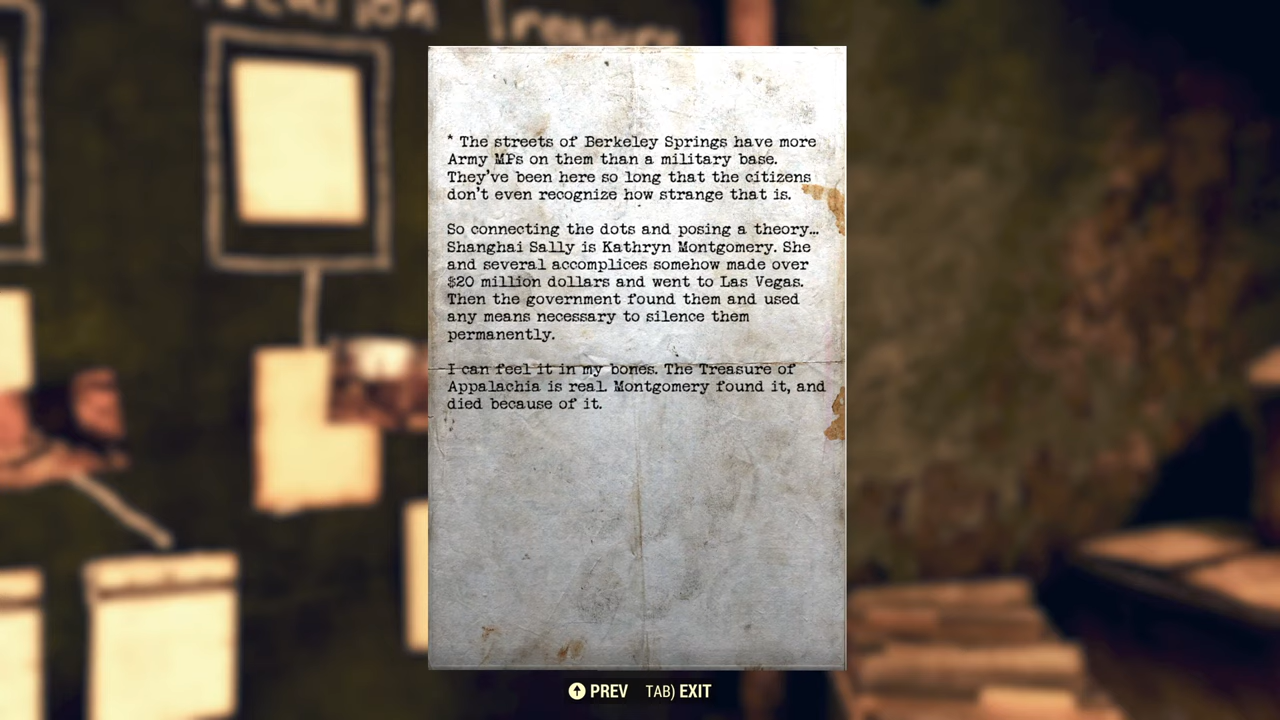 * The streets of Berkeley Springs have more
Army MPs on them than a military base.
They've been here so long that the citizens
don't even recognize how strange that is.
So connecting the dots and posing a theory...
Shanghai Sally is Kathryn Montgomery. She
and several accomplices somehow made over
$20 million dollars and went to Las Vegas.
Then the government found them and used
any means necessary to silence them
permanently.
I can feel it in my bones. The Treasure of
Appalachia is real. Montgomery found it, and
died because of it.
PREV TAB) EXIT